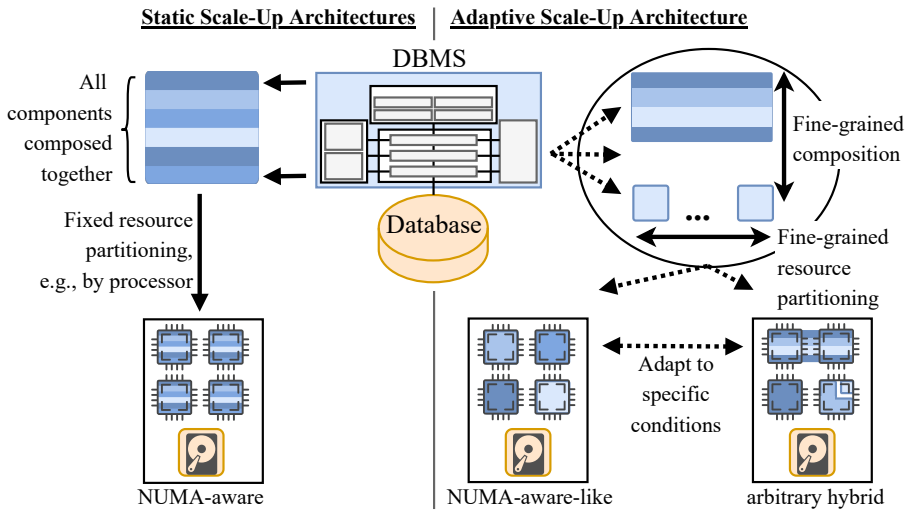 Static Scale-Up Architectures
Adaptive Scale-Up Architecture
DBMS
All
components
composed
together
Fine-grained
composition
Fixed resource
partitioning,
e.g., by processor
Database
...
Fine-grained
resource
partitioning
Adapt to
specific
conditions
NUMA-aware
NUMA-aware-like
arbitrary hybrid